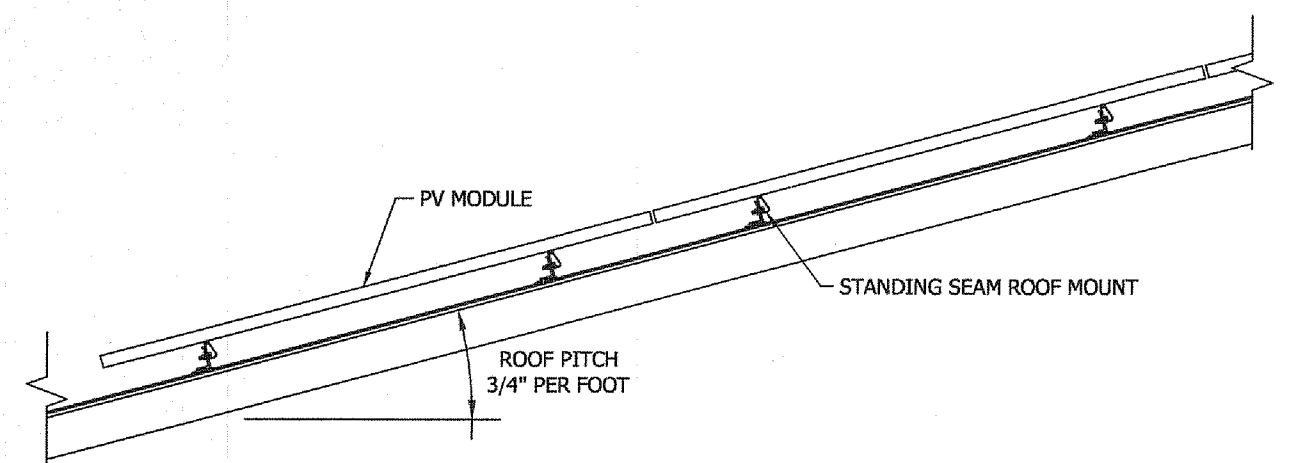 PV MODULE
STANDING SEAM ROOF MOUNT
ROOF PITCH
3/4" PER FOOT